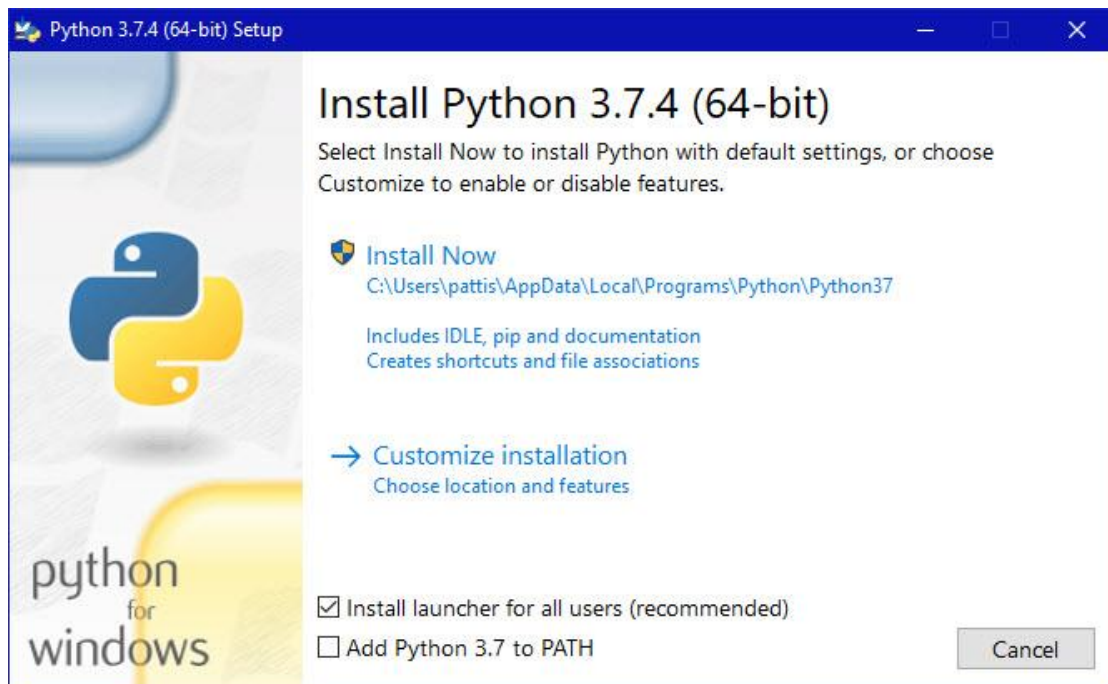 Python 3.7.4 (64-bit) Setup
Install Python 3.7.4 (64-bit)
Select Install Now to install Python with default settings, or choose
Customize to enable or disable features.
Install Now
C:\Users\pattis\AppData\Local\Programs\Python\Python37
Includes IDLE, pip and documentation
Creates shortcuts and file associations
Customize installation
Choose location and features
python
for
windows
Install launcher for all users (recommended)
Add Python 3.7 to PATH
Cancel